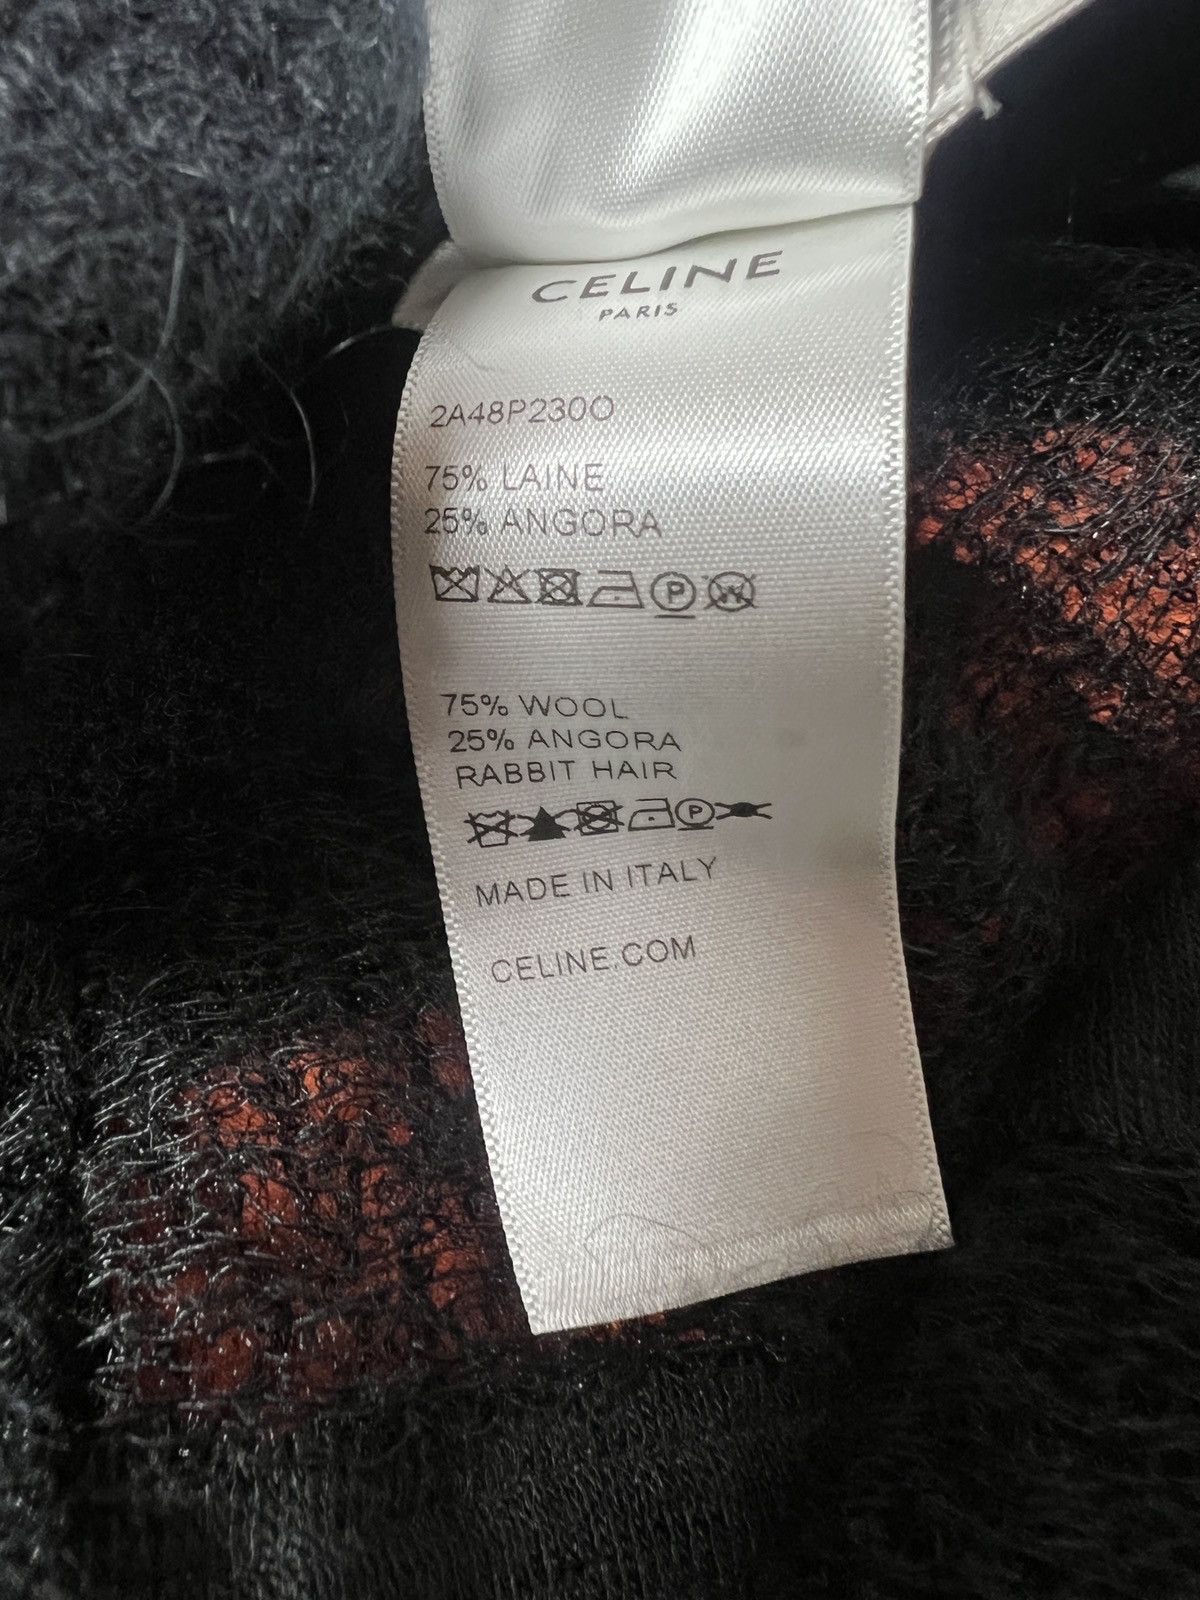 CELINE
PARIS
2A48P230O
75% LAINE
25% ANGORA
P W
75% WOOL
25% ANGORA
RABBIT HAIR
P
MADE IN ITALY
CELINE.COM